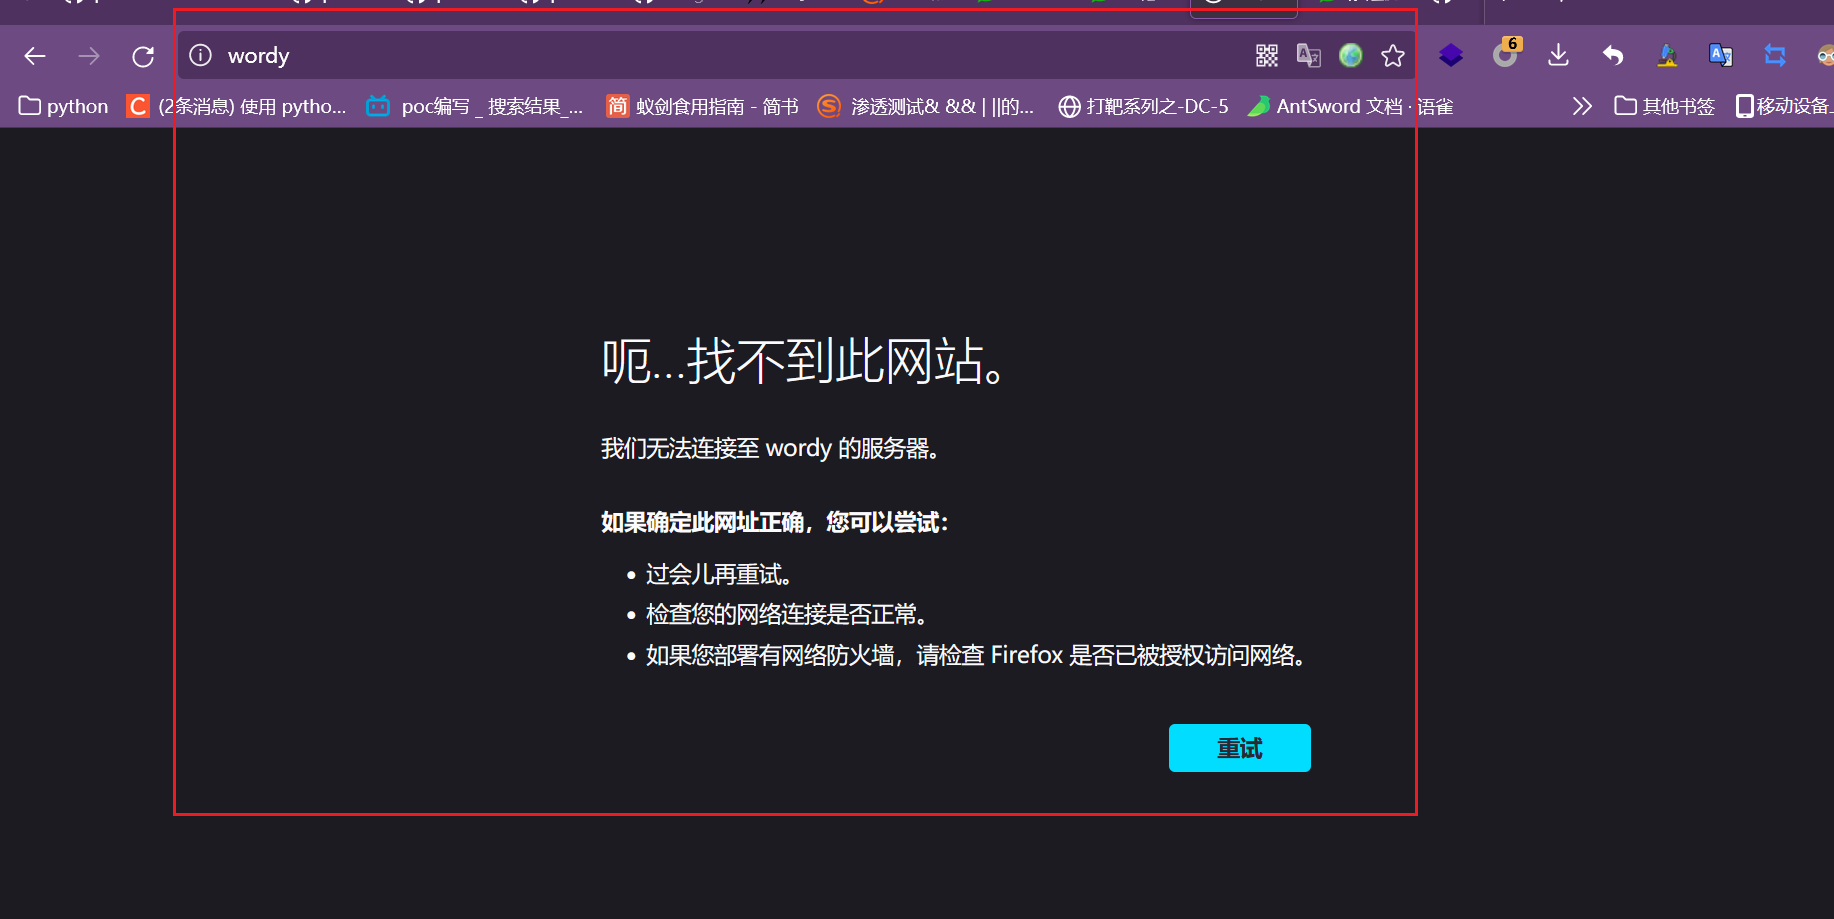 wordy
6
python
(2条消息) 使用 pytho...
poc编写 _ 搜索结果_...
简
蚁剑食用指南 - 简书
渗透测试& && | ||的...
打靶系列之-DC-5
AntSword 文档 · 语雀
其他书签
移动设备
呃...找不到此网站。
我们无法连接至 wordy 的服务器。
如果确定此网址正确，您可以尝试：
• 过会儿再重试。
• 检查您的网络连接是否正常。
• 如果您部署有网络防火墙，请检查 Firefox 是否已被授权访问网络。
重试